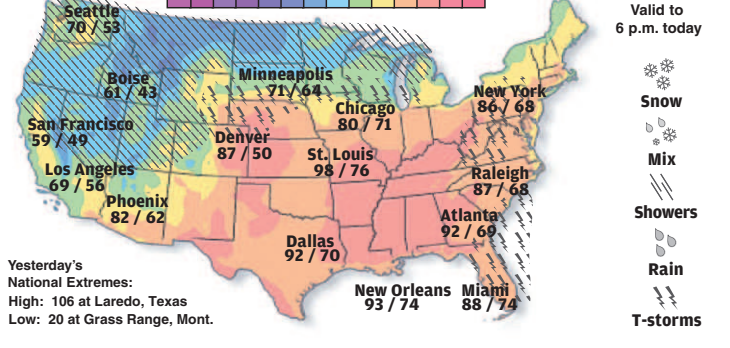 Seattle
70 / 53
Boise
61 / 43
Minneapolis
71 / 64
New York
86 / 68
Chicago
80 / 71
San Francisco
59 / 49
Denver
87 / 50
St. Louis
98 / 76
Los Angeles
69 / 56
Raleigh
87 / 68
Phoenix
82 / 62
Atlanta
92 / 69
Dallas
92 / 70
New Orleans
93 / 74
Miami
88 / 74
Yesterday's
National Extremes:
High: 106 at Laredo, Texas
Low: 20 at Grass Range, Mont.
Valid to
6 p.m. today
Snow
Mix
Showers
Rain
T-storms